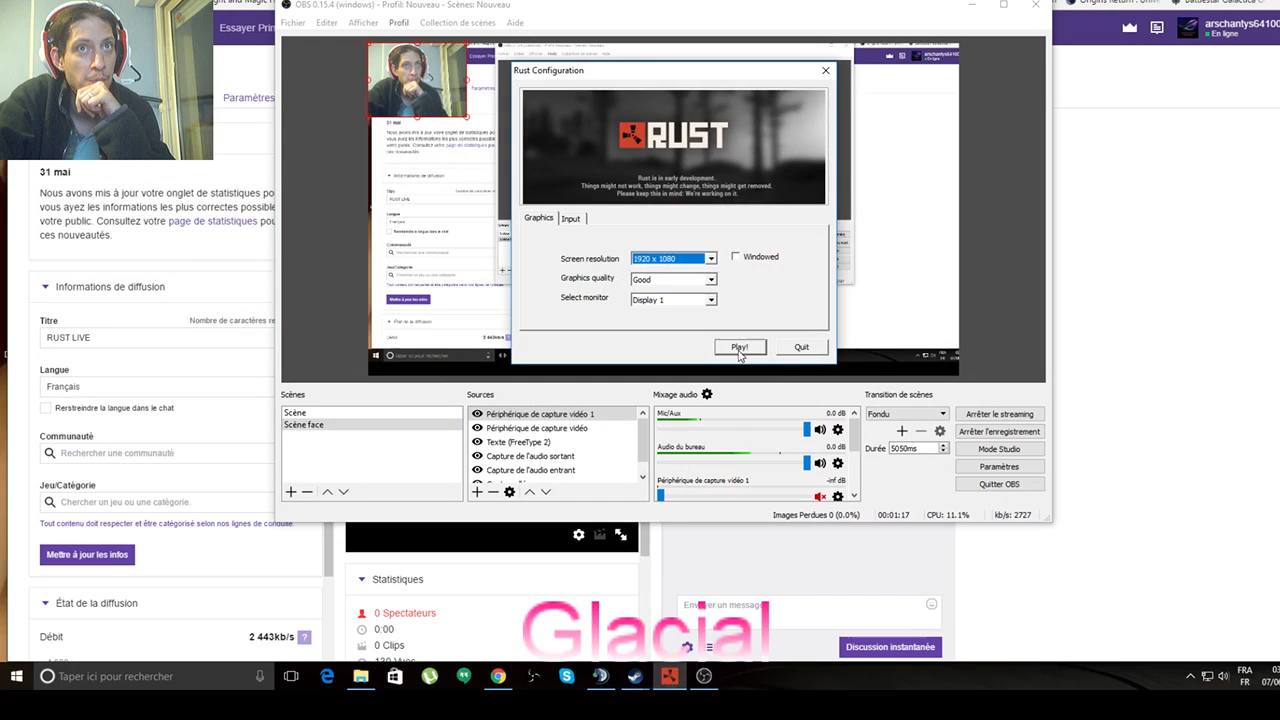 OBS 0.15.4 (windows) - Profil: Nouveau - Scènes: Nouveau
Fichier Editer Affichage Profil Collection de scènes Aide
Essayer
arschantys64100
En ligne
Paramètres
31 mai
Nous avons mis à jour votre onglet de statistiques
vous ayez les informations les plus correctes possible
votre public. Consultez votre page de statistiques
ces nouveautés.
Informations de diffusion
Titre
Nombre de caractères
RUST LIVE
Langue
Français
Rerstreindre la langue dans le chat
Communauté
Rechercher une communauté
Jeu/Catégorie
Chercher un jeu ou une catégorie.
Tout contenu doit respecter et être catégorisé selon nos lignes de conduite.
Mettre à jour les infos
État de la diffusion
Débit 2 443kb/s ?
Rust Configuration
RUST
Rust is in early development.
Things might not work, things might change, things might get removed.
Please keep this in mind: We're working on it.
Graphics Input
Screen resolution 1920 x 1080 Windowed
Graphics quality Good
Select monitor Display 1
Play! Quit
Scènes
Scène
Scène face
Sources
Périphérique de capture vidéo 1
Périphérique de capture vidéo
Texte (FreeType 2)
Capture de l'audio sortant
Capture de l'audio entrant
Mixage audio
Mic/Aux 0.0 dB
Audio du bureau 0.0 dB
Périphérique de capture vidéo 1 -inf dB
Transition de scènes
Fondu
Durée 5050ms
Arrêter le streaming
Arrêter l'enregistrement
Mode Studio
Paramètres
Quitter OBS
Images Perdues 0 (0.0%) 00:01:17 CPU: 11.1% kb/s: 2727
Statistiques
0 Spectateurs
0:00
0 Clips
130 Vues
Envoyer un message
Discussion instantanée
Glacial
Taper ici pour rechercher
FRA
FR